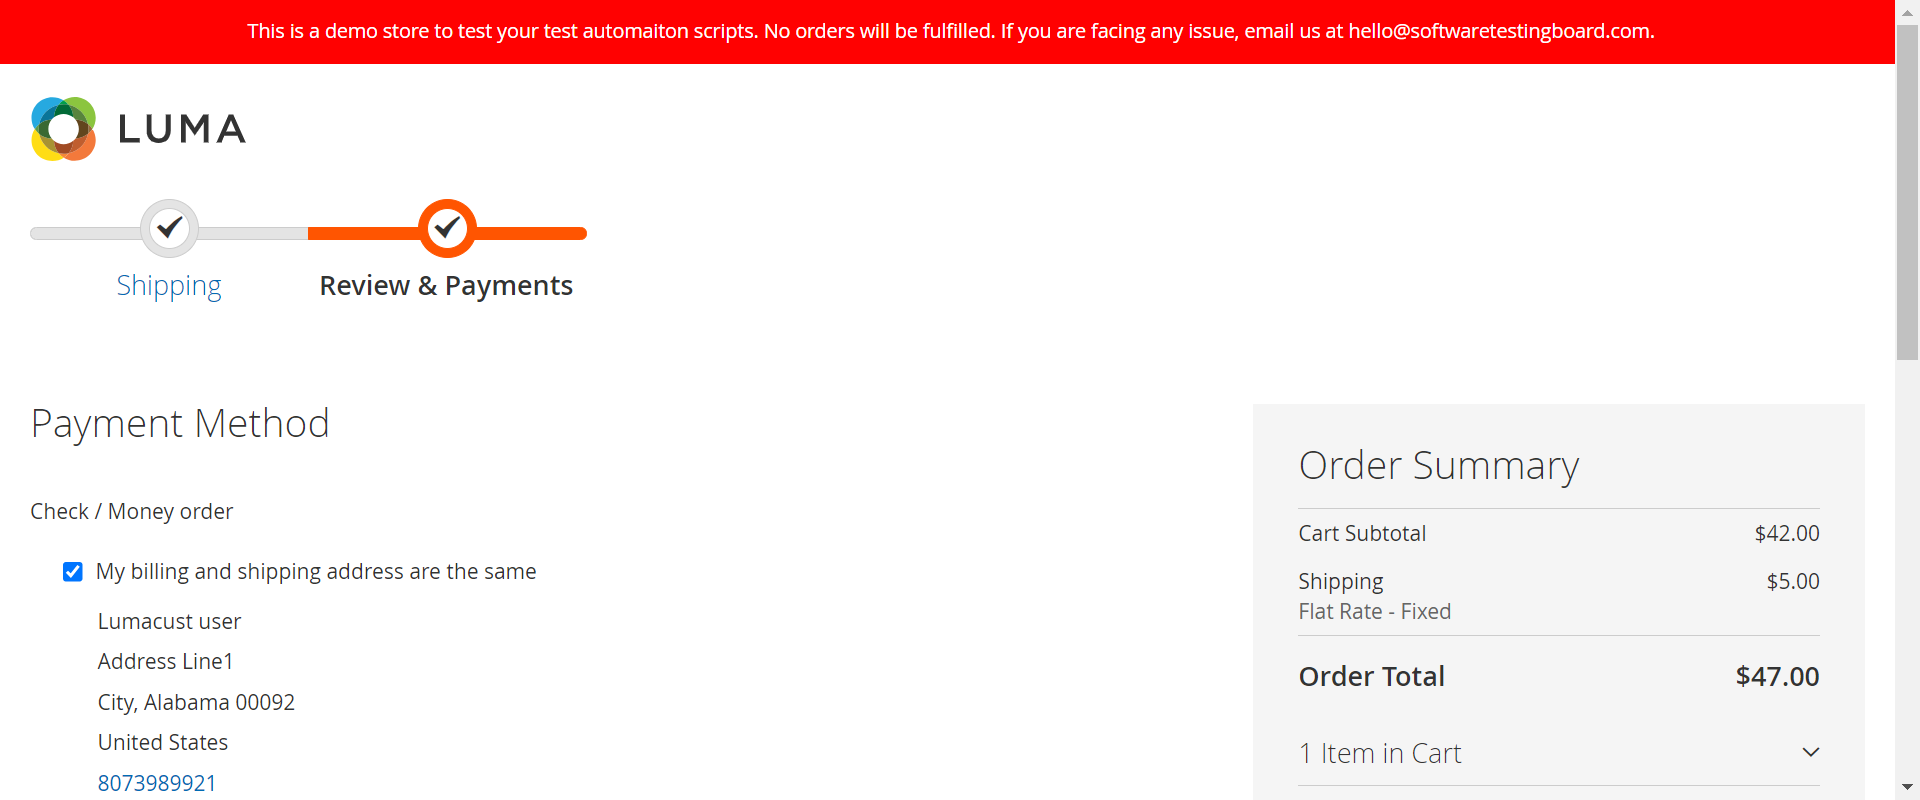 This is a demo store to test your test automaiton scripts. No orders will be fulfilled. If you are facing any issue, email us at hello@softwaretestingboard.com.
LUMA
Shipping
Review & Payments
Payment Method
Check / Money order
My billing and shipping address are the same
Lumacust user
Address Line1
City, Alabama 00092
United States
8073989921
Order Summary
Cart Subtotal $42.00
Shipping $5.00
Flat Rate - Fixed
Order Total $47.00
1 Item in Cart